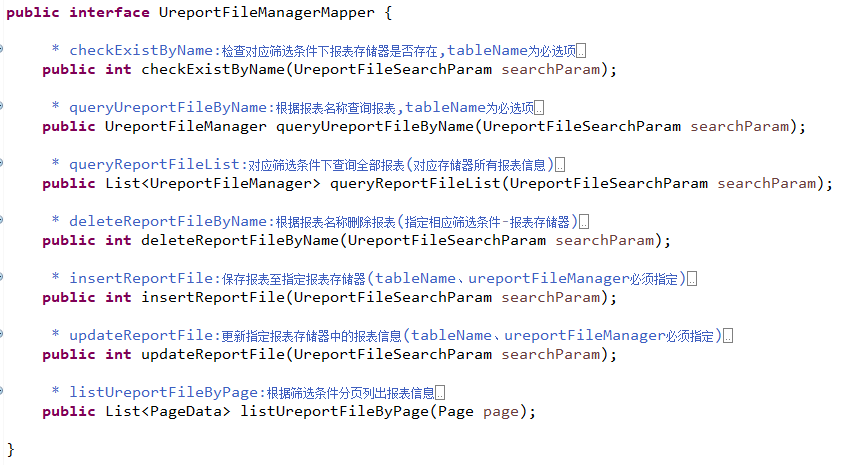 public interface UreportFileManagerMapper {
* checkExistByName:检查对应筛选条件下报表存储器是否存在,tableName为必选项..
public int checkExistByName(UreportFileSearchParam searchParam);
* queryUreportFileByName:根据报表名称查询报表,tableName为必选项..
public UreportFileManager queryUreportFileByName(UreportFileSearchParam searchParam);
* queryReportFileList:对应筛选条件下查询全部报表(对应存储器所有报表信息)..
public List<UreportFileManager> queryReportFileList(UreportFileSearchParam searchParam);
* deleteReportFileByName:根据报表名称删除报表(指定相应筛选条件-报表存储器)..
public int deleteReportFileByName(UreportFileSearchParam searchParam);
* insertReportFile:保存报表至指定报表存储器(tableName、ureportFileManager必须指定)..
public int insertReportFile(UreportFileSearchParam searchParam);
* updateReportFile:更新指定报表存储器中的报表信息(tableName、ureportFileManager必须指定)..
public int updateReportFile(UreportFileSearchParam searchParam);
* listUreportFileByPage:根据筛选条件分页列出报表信息..
public List<PageData> listUreportFileByPage(Page page);
}